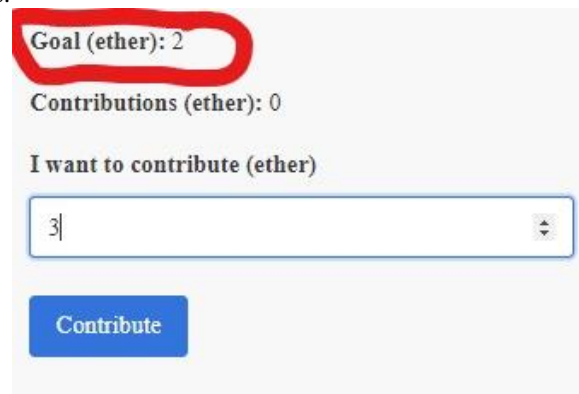 Goal (ether): 2
Contributions (ether): 0
I want to contribute (ether)
3
Contribute